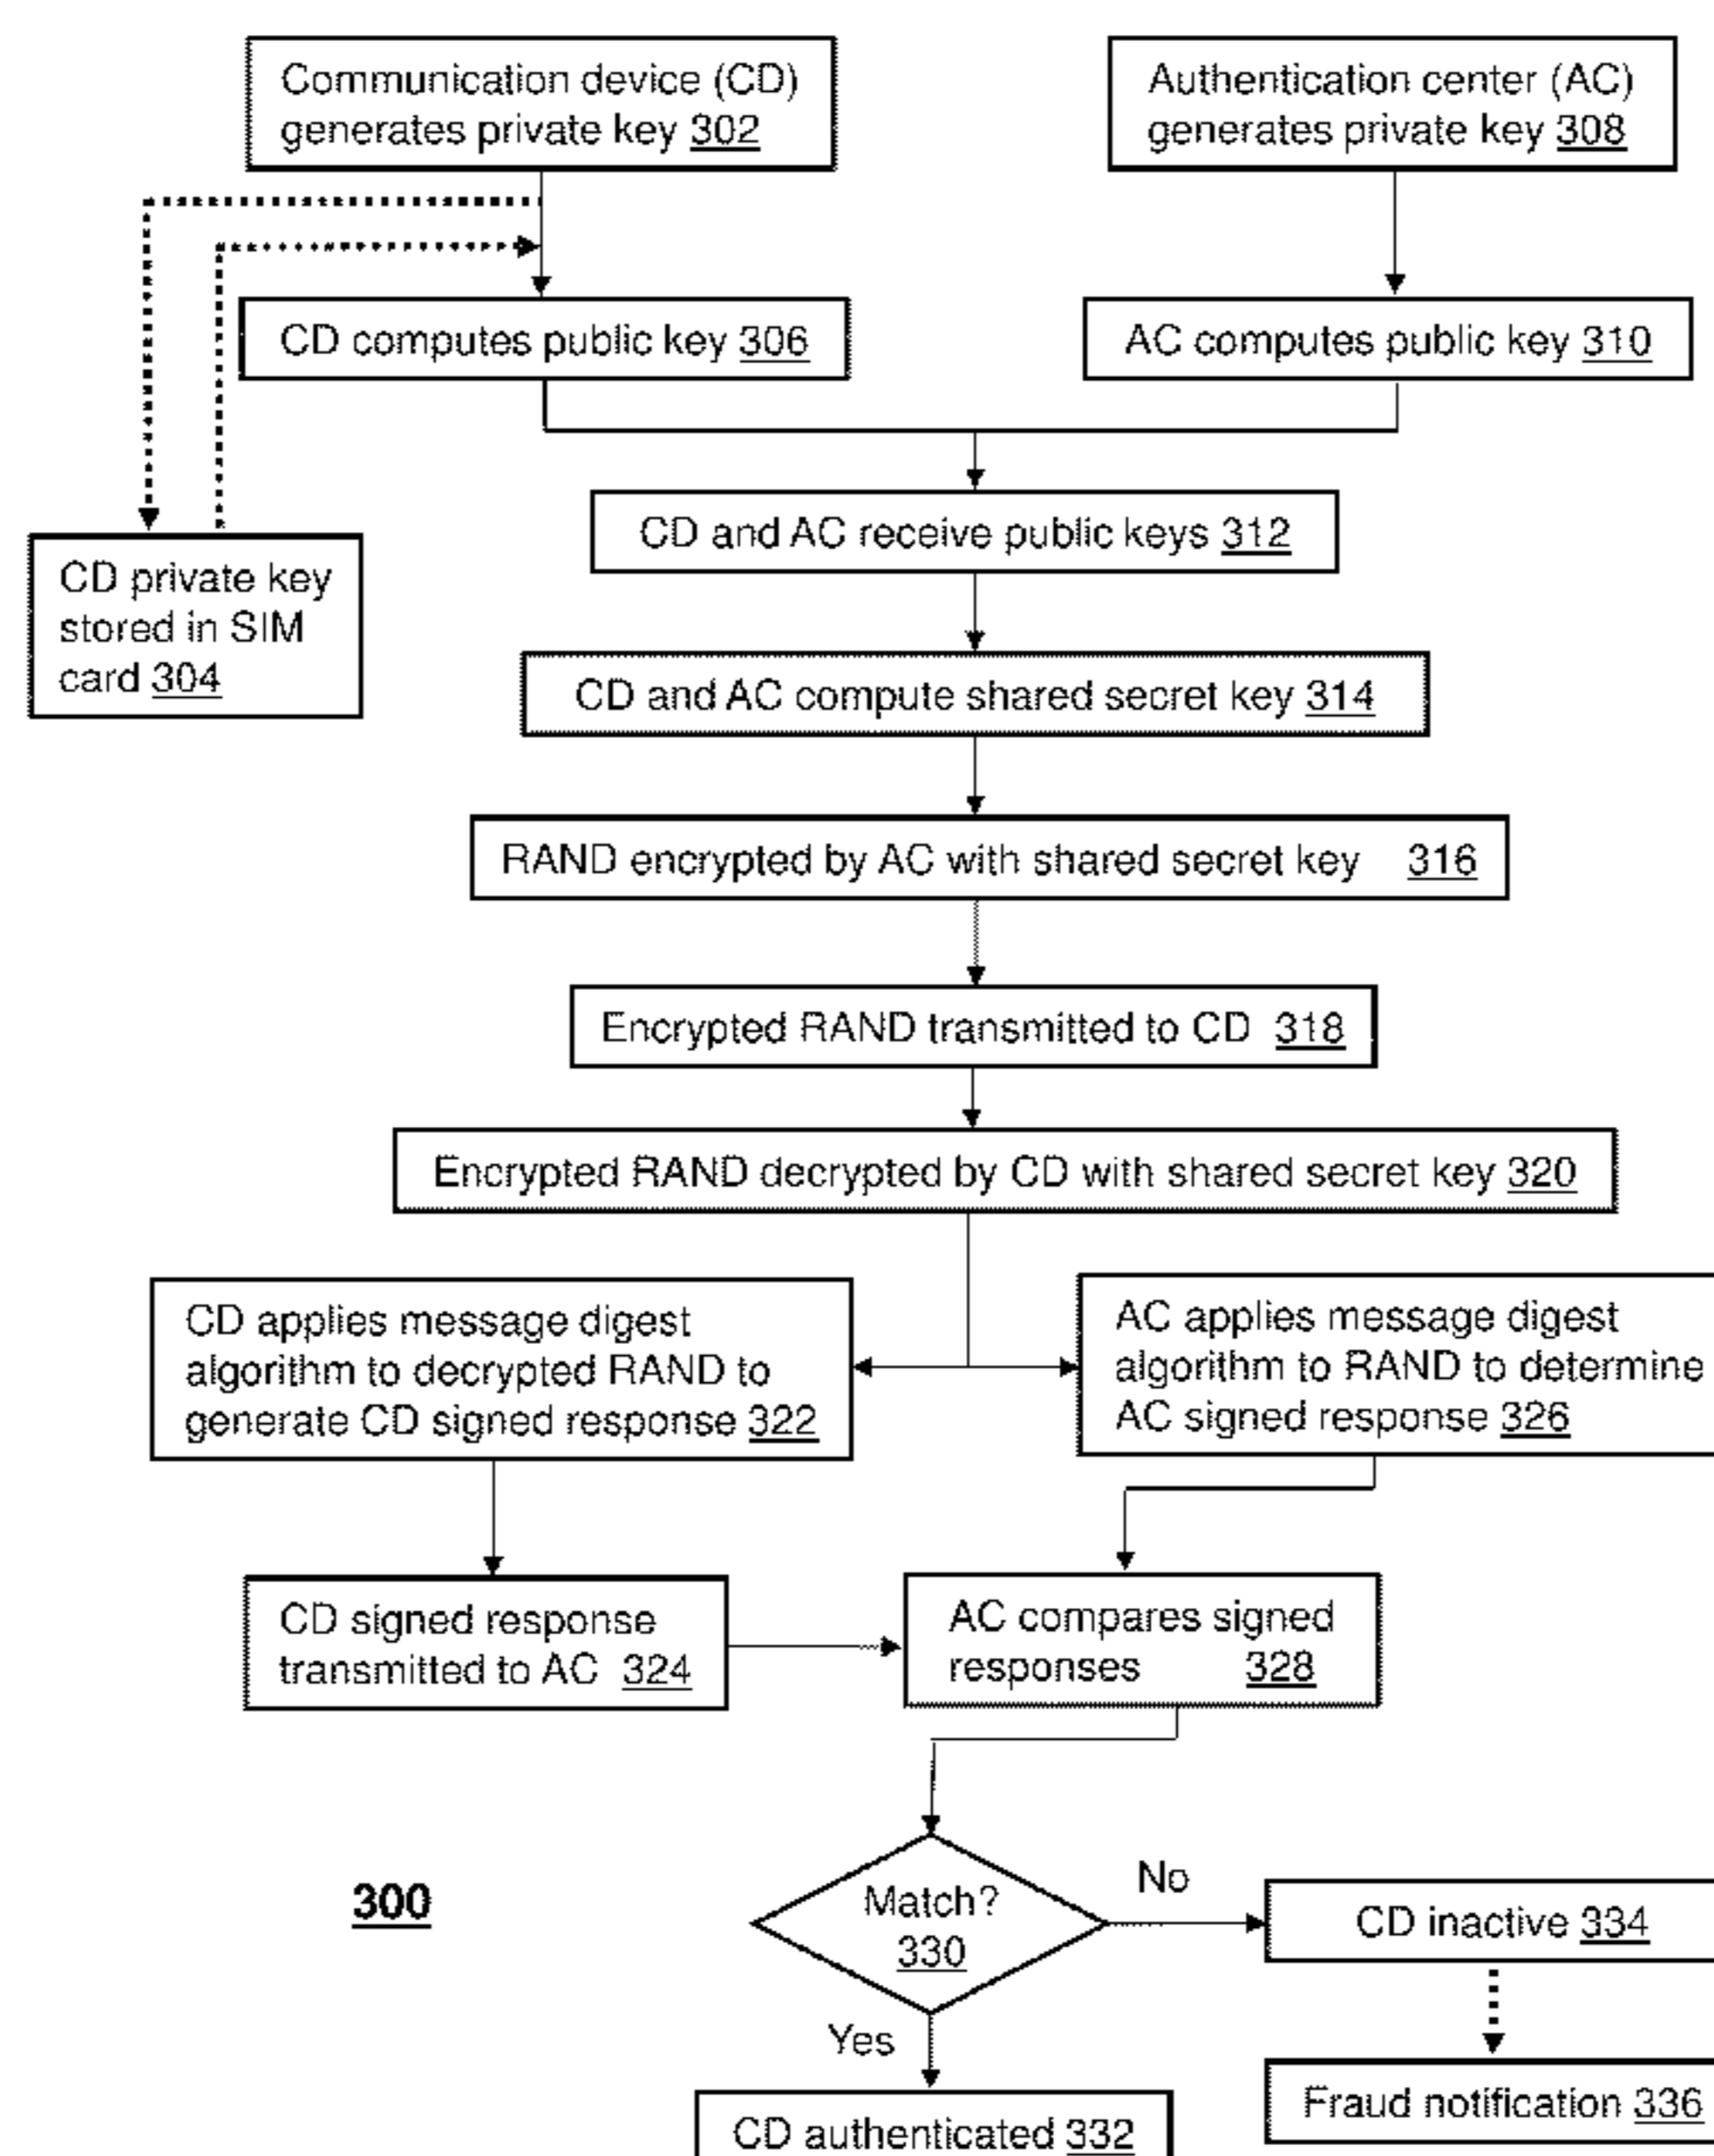 Communication device (CD)
generates private key 302
Authentication center (AC)
generates private key 308
CD computes public key 306
AC computes public key 310
CD and AC receive public keys 312
CD private key
stored in SIM
card 304
CD and AC compute shared secret key 314
RAND encrypted by AC with shared secret key 316
Encrypted RAND transmitted to CD 318
Encrypted RAND decrypted by CD with shared secret key 320
CD applies message digest
algorithm to decrypted RAND to
generate CD signed response 322
AC applies message digest
algorithm to RAND to determine
AC signed response 326
CD signed response
transmitted to AC 324
AC compares signed
responses 328
300
Match?
330
No
CD inactive 334
Yes
Fraud notification 336
CD authenticated 332